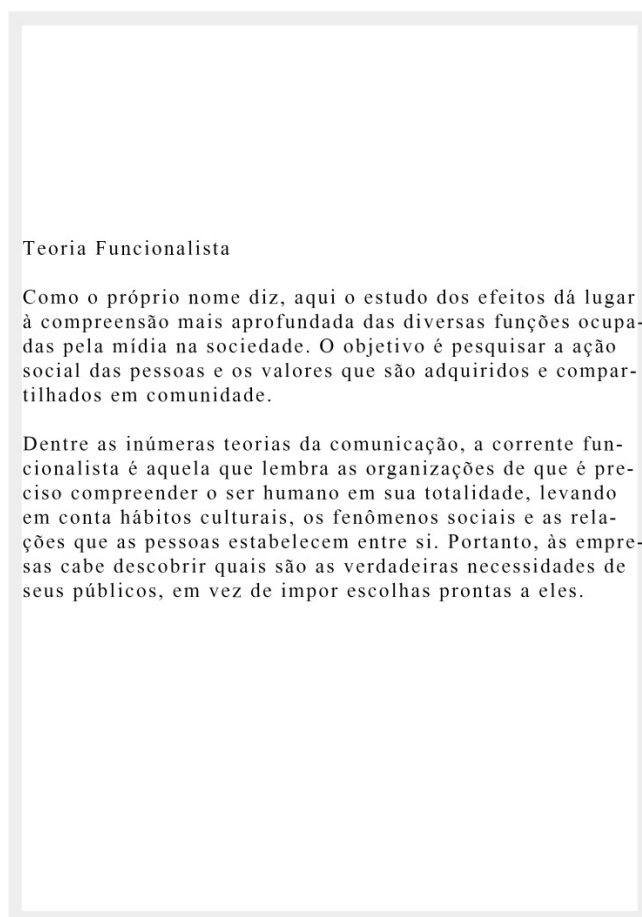 Teoria Funcionalista
Como o próprio nome diz, aqui o estudo dos efeitos dá lugar
à compreensão mais aprofundada das diversas funções ocupa-
das pela mídia na sociedade. O objetivo é pesquisar a ação
social das pessoas e os valores que são adquiridos e compar-
tilhados em comunidade.
Dentre as inúmeras teorias da comunicação, a corrente fun-
cionalista é aquela que lembra as organizações de que é pre-
ciso compreender o ser humano em sua totalidade, levando
em conta hábitos culturais, os fenômenos sociais e as rela-
ções que as pessoas estabelecem entre si. Portanto, às empre-
sas cabe descobrir quais são as verdadeiras necessidades de
seus públicos, em vez de impor escolhas prontas a eles.